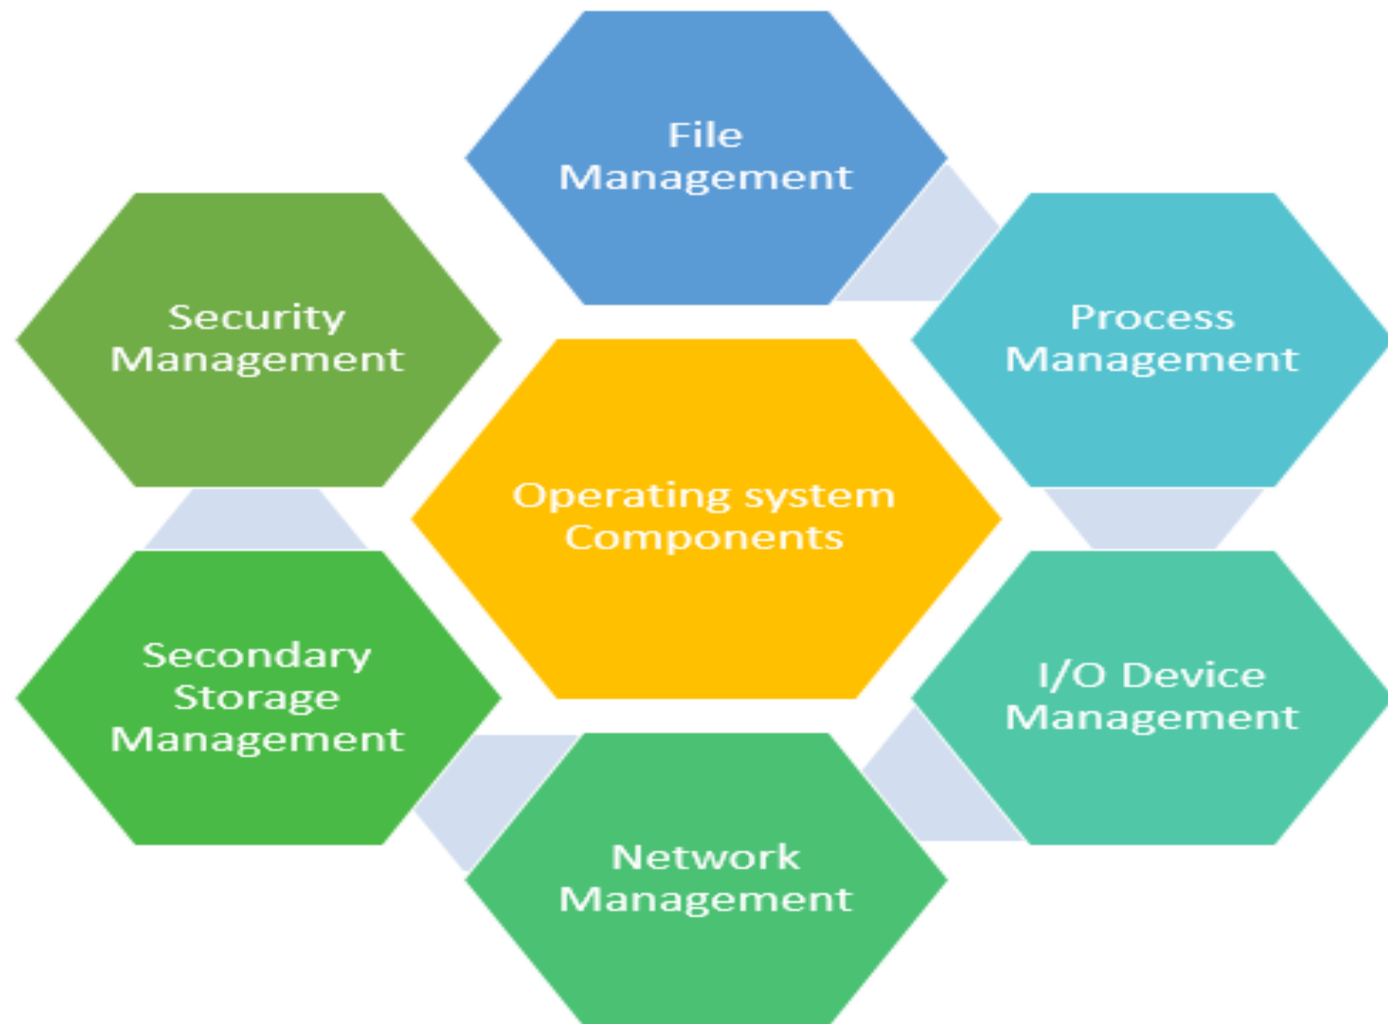 File
Management
Process
Management
I/O Device
Management
Network
Management
Secondary
Storage
Management
Security
Management
Operating system
Components